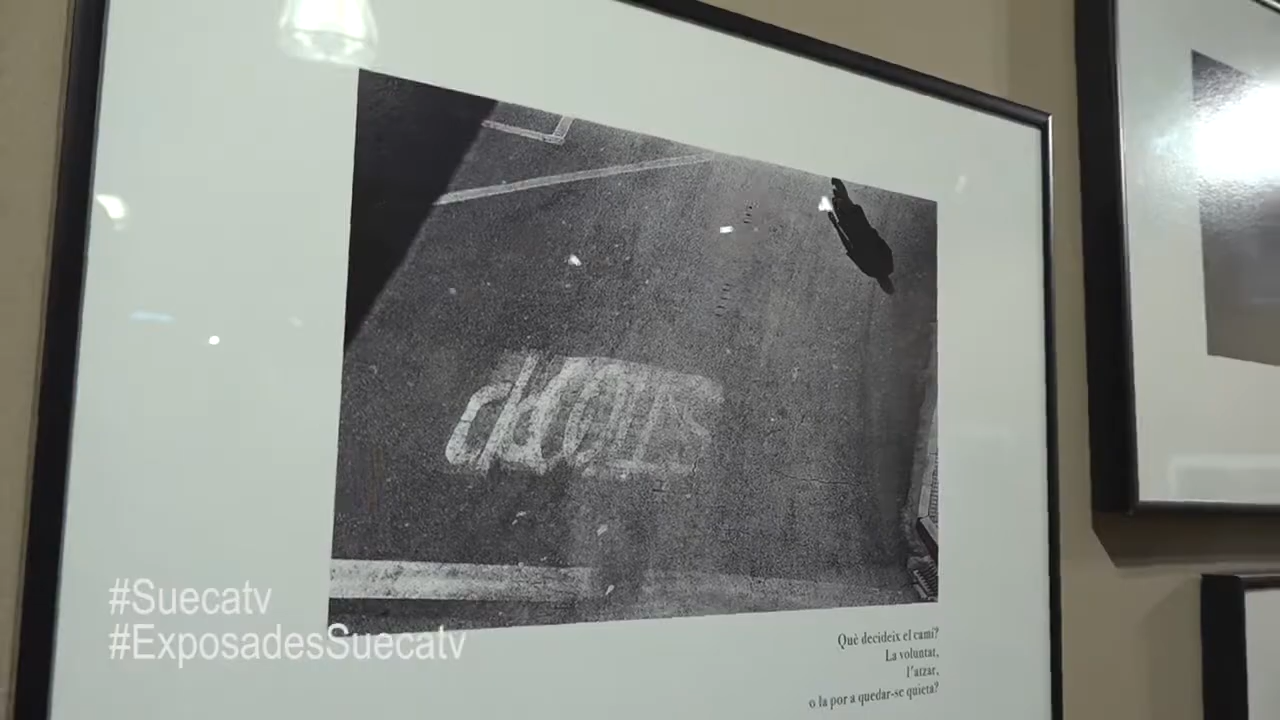 #Suecatv
#ExposadesSuecatv
Què decideix el camí?
La voluntat,
l'atzar,
o la por a quedar-se quieta?